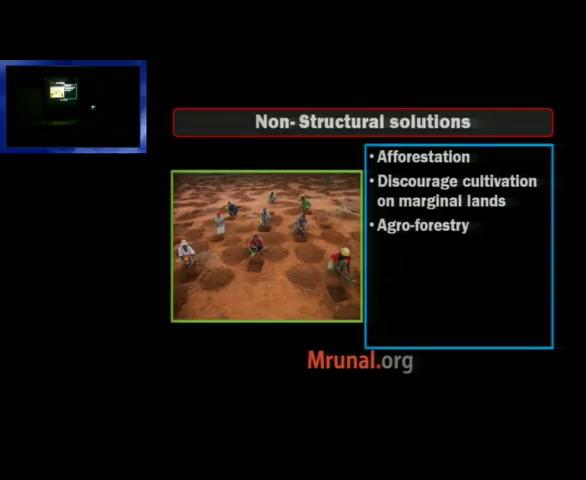 Non- Structural solutions
• Afforestation
• Discourage cultivation
on marginal lands
• Agro-forestry
Mrunal.org